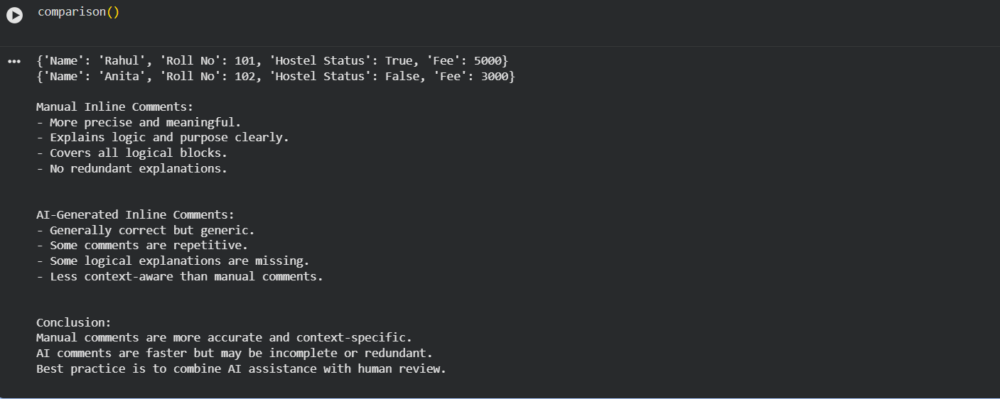 comparison()
{'Name': 'Rahul', 'Roll No': 101, 'Hostel Status': True, 'Fee': 5000}
{'Name': 'Anita', 'Roll No': 102, 'Hostel Status': False, 'Fee': 3000}
Manual Inline Comments:
- More precise and meaningful.
- Explains logic and purpose clearly.
- Covers all logical blocks.
- No redundant explanations.
AI-Generated Inline Comments:
- Generally correct but generic.
- Some comments are repetitive.
- Some logical explanations are missing.
- Less context-aware than manual comments.
Conclusion:
Manual comments are more accurate and context-specific.
AI comments are faster but may be incomplete or redundant.
Best practice is to combine AI assistance with human review.